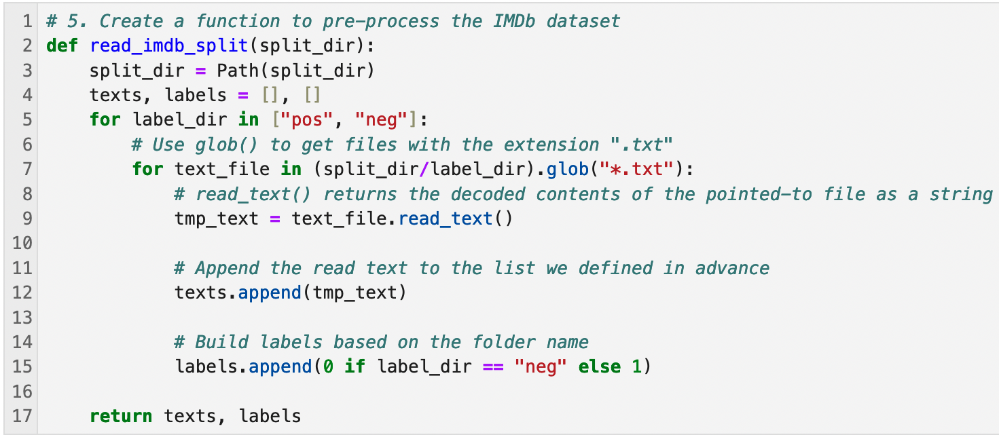 1 # 5. Create a function to pre-process the IMDb dataset
2 def read_imdb_split(split_dir):
3     split_dir = Path(split_dir)
4     texts, labels = [], []
5     for label_dir in ["pos", "neg"]:
6         # Use glob() to get files with the extension ".txt"
7         for text_file in (split_dir/label_dir).glob("*.txt"):
8             # read_text() returns the decoded contents of the pointed-to file as a string
9             tmp_text = text_file.read_text()
10
11             # Append the read text to the list we defined in advance
12             texts.append(tmp_text)
13
14             # Build labels based on the folder name
15             labels.append(0 if label_dir == "neg" else 1)
16
17     return texts, labels